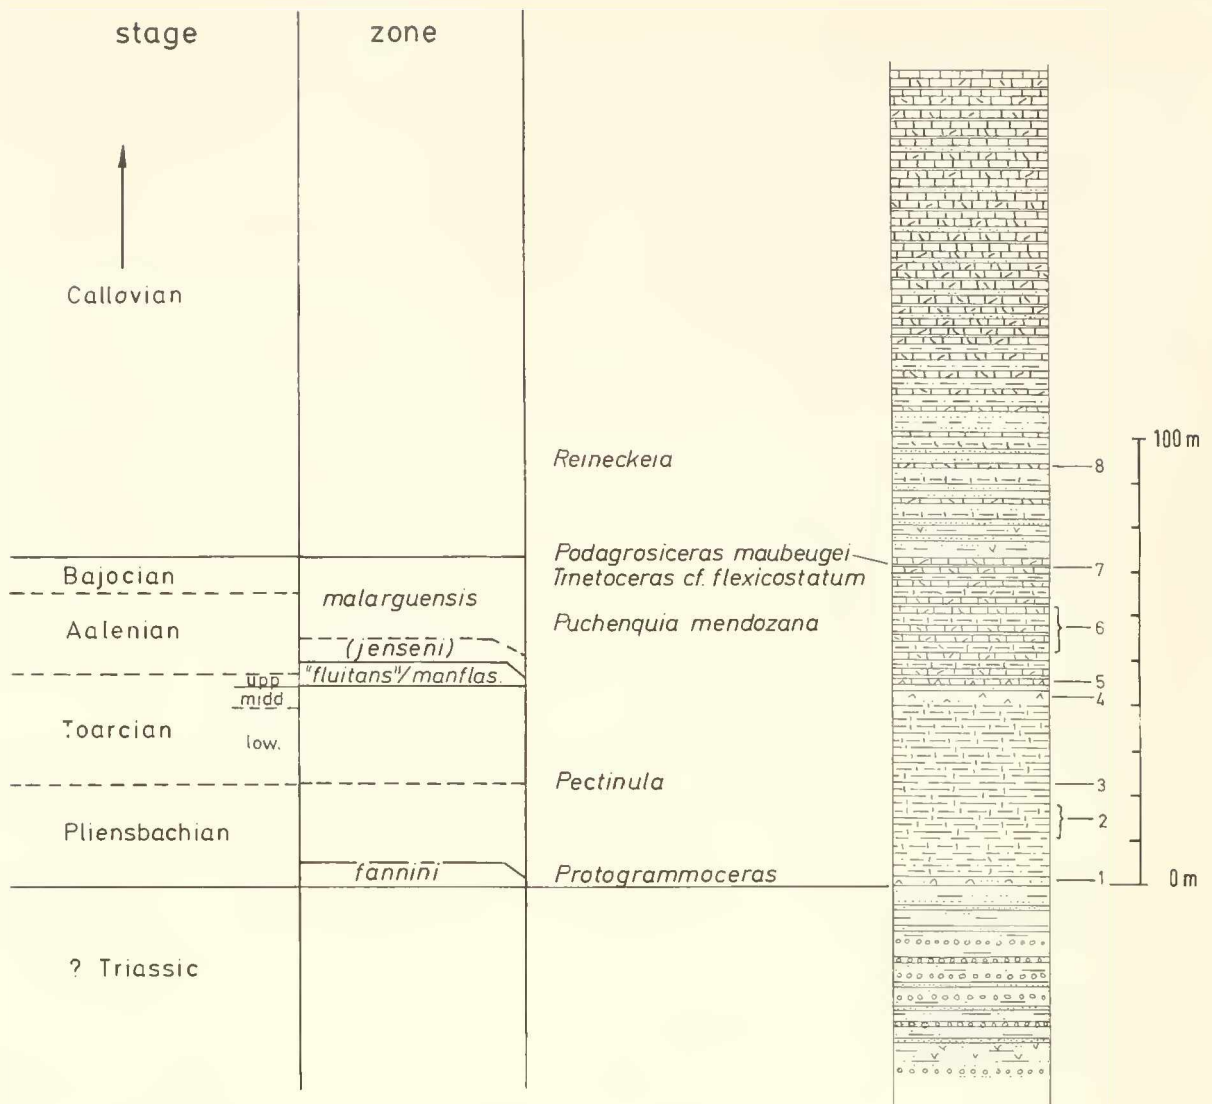 stage
zone
Callovian
Reineckeia
8
100 m
Podagrosiceras maubeugei
Tmetoceras cf. flexicostatum
7
Bajocian
malarguensis
Aalenian
Puchenquia mendozana
6
(jenseni)
"fluitans"/manflas.
upp
5
midd
4
Toarcian
low.
Pectinula
3
Pliensbachian
2
fannini
Protogrammoceras
1
0 m
? Triassic